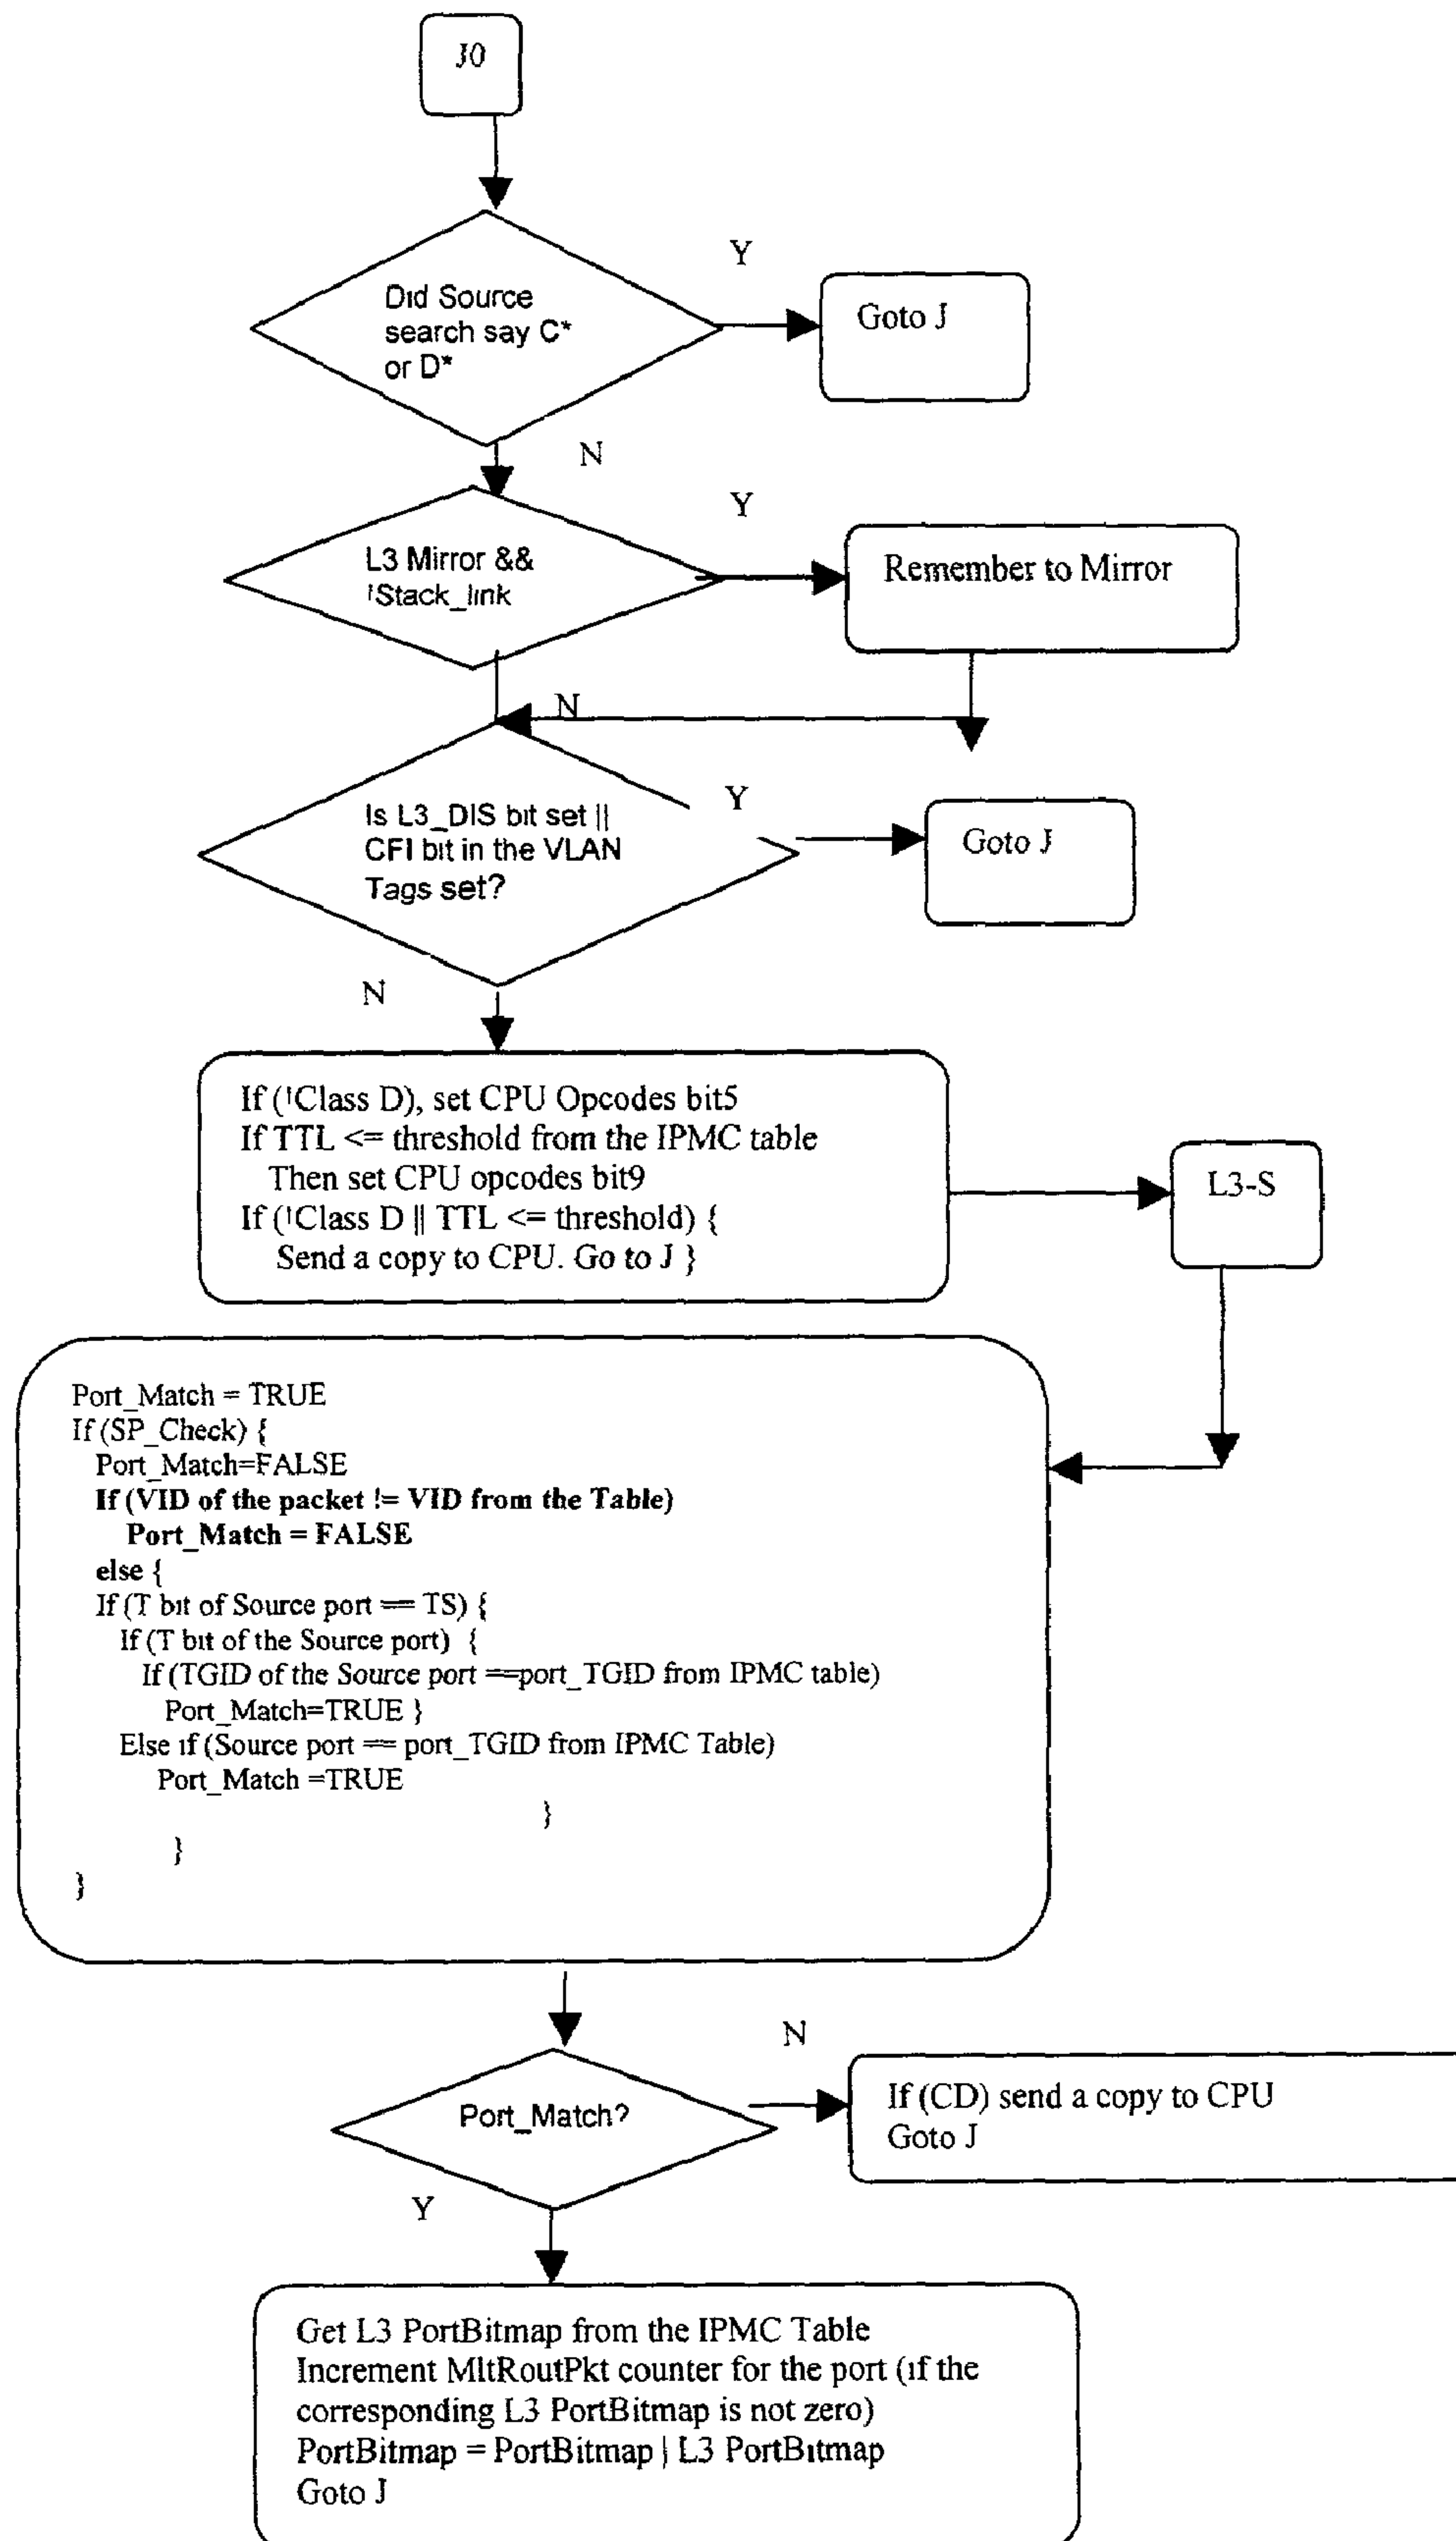 J0
Did Source
search say C*
or D*
Y
Goto J
N
L3 Mirror &&
!Stack_link
Y
Remember to Mirror
N
Is L3_DIS bit set ||
CFI bit in the VLAN
Tags set?
Y
Goto J
N
If (!Class D), set CPU Opcodes bit5
If TTL <= threshold from the IPMC table
Then set CPU opcodes bit9
If (!Class D || TTL <= threshold) {
Send a copy to CPU. Go to J }
L3-S
Port_Match = TRUE
If (SP_Check) {
Port_Match=FALSE
If (VID of the packet != VID from the Table)
Port_Match = FALSE
else {
If (T bit of Source port == TS) {
If (T bit of the Source port) {
If (TGID of the Source port ==port_TGID from IPMC table)
Port_Match=TRUE }
Else if (Source port == port_TGID from IPMC Table)
Port_Match =TRUE
}
}
}
Port_Match?
N
If (CD) send a copy to CPU
Goto J
Y
Get L3 PortBitmap from the IPMC Table
Increment MltRoutPkt counter for the port (if the
corresponding L3 PortBitmap is not zero)
PortBitmap = PortBitmap | L3 PortBitmap
Goto J